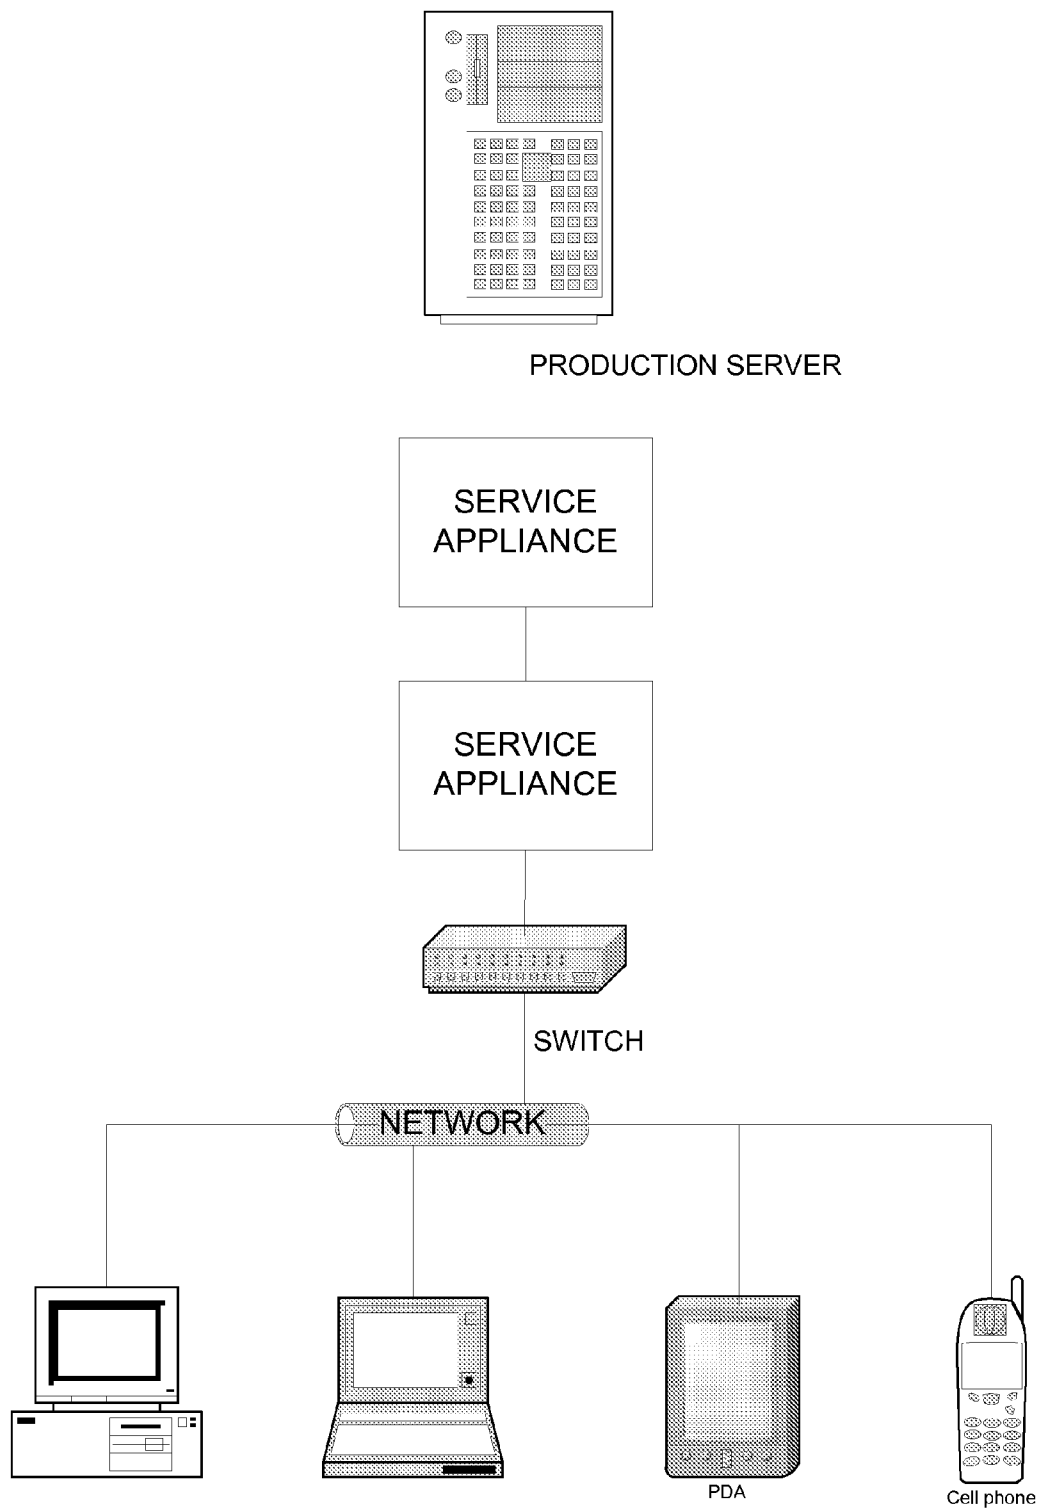 PRODUCTION SERVER
SERVICE
APPLIANCE
SERVICE
APPLIANCE
SWITCH
NETWORK
PDA
Cell phone